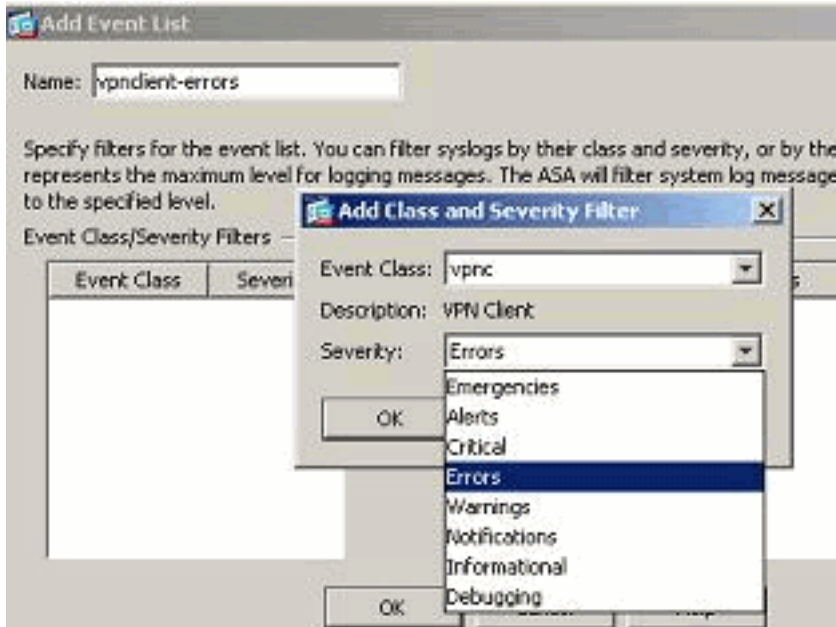 Add Event List
Name: vpnclient-errors
Specify filters for the event list. You can filter syslogs by their class and severity, or by the
represents the maximum level for logging messages. The ASA will filter system log message
to the specified level.
Event Class/Severity Filters
Event Class Severi
Add Class and Severity Filter
Event Class: vpnc
Description: VPN Client
Severity: Errors
Emergencies
Alerts
Critical
Errors
Warnings
Notifications
Informational
Debugging
OK
OK